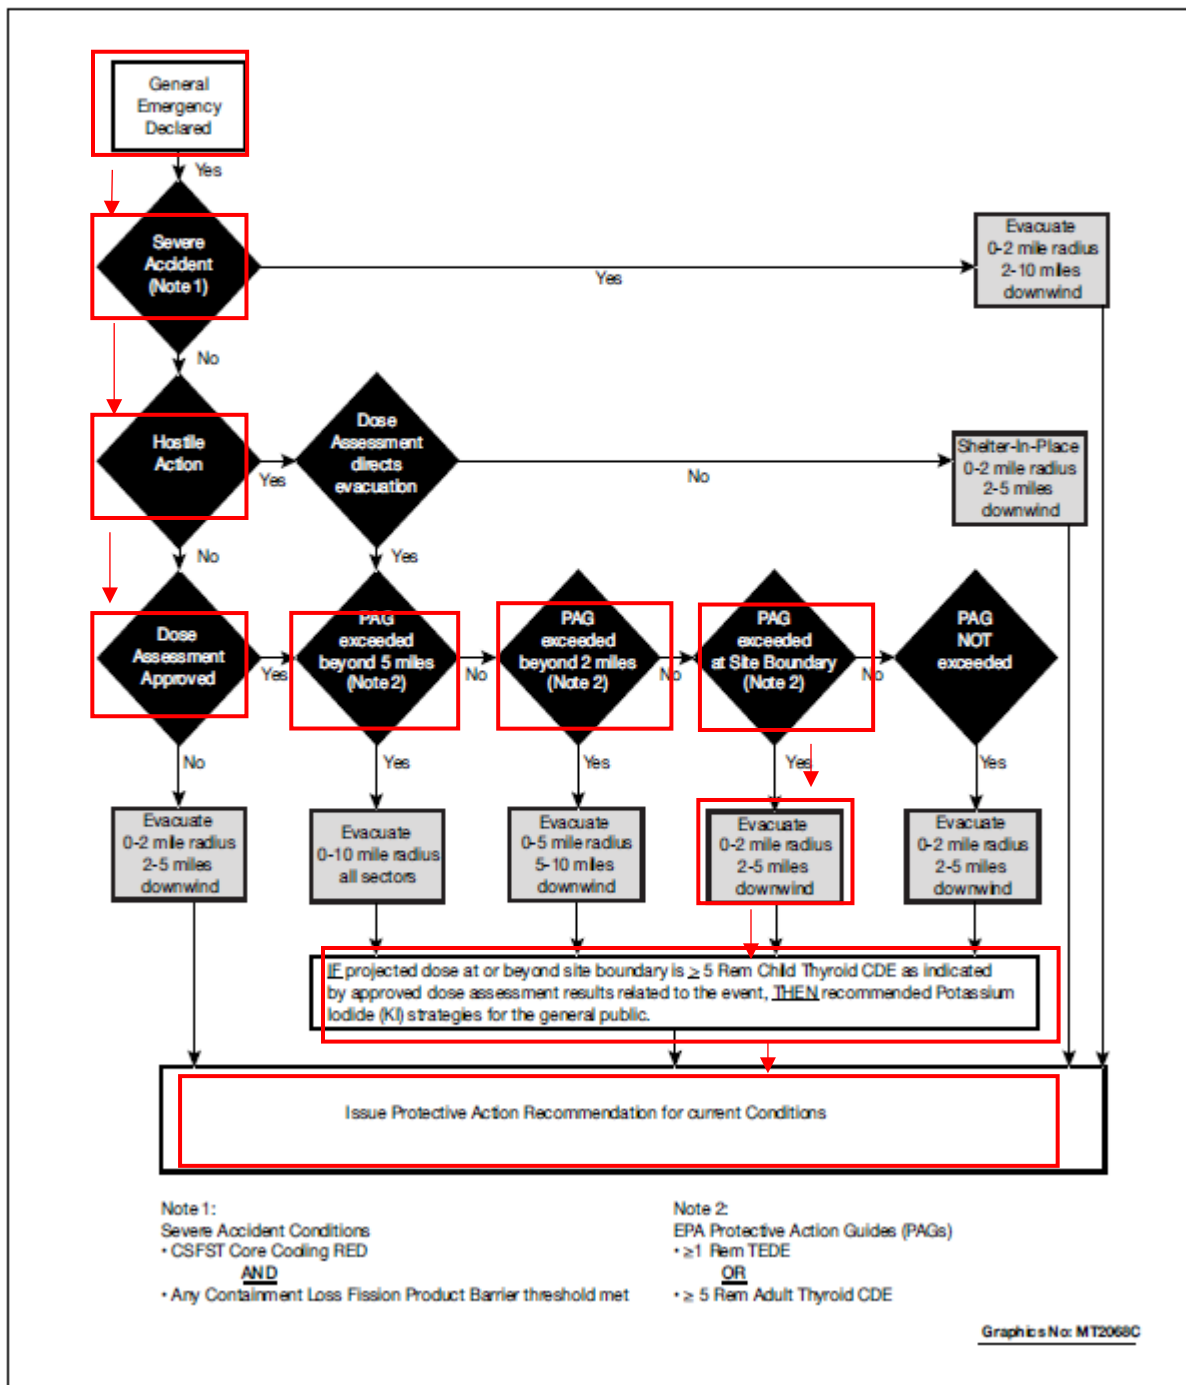 General
Emergency
Declared
Yes
Severe
Accident
(Note 1)
Yes
Evacuate
0-2 mile radius
2-10 miles
downwind
No
Hostile
Action
Yes
Dose
Assessment
directs
evacuation
No
Shelter-In-Place
0-2 mile radius
2-5 miles
downwind
No
Yes
Dose
Assessment
Approved
Yes
PAG
exceeded
beyond 5 miles
(Note 2)
No
PAG
exceeded
beyond 2 miles
(Note 2)
No
PAG
exceeded
at Site Boundary
(Note 2)
No
PAG
NOT
exceeded
No
Yes
Yes
Yes
Yes
Evacuate
0-2 mile radius
2-5 miles
downwind
Evacuate
0-10 mile radius
all sectors
Evacuate
0-5 mile radius
5-10 miles
downwind
Evacuate
0-2 mile radius
2-5 miles
downwind
Evacuate
0-2 mile radius
2-5 miles
downwind
IF projected dose at or beyond site boundary is ≥ 5 Rem Child Thyroid CDE as indicated
by approved dose assessment results related to the event, THEN recommended Potassium
Iodide (KI) strategies for the general public.
Issue Protective Action Recommendation for current Conditions
Note 1:
Severe Accident Conditions
• CSFST Core Cooling RED
AND
• Any Containment Loss Fission Product Barrier threshold met
Note 2:
EPA Protective Action Guides (PAGs)
• ≥1 Rem TEDE
OR
• ≥ 5 Rem Adult Thyroid CDE
Graphics No: MT2068C